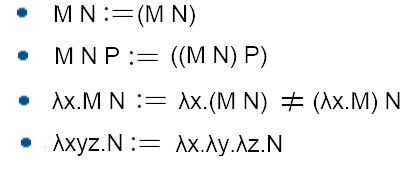 • M N := (M N)
• M N P := ((M N) P)
• λx.M N := λx.(M N) ≠ (λx.M) N
• λxyz.N := λx.λy.λz.N